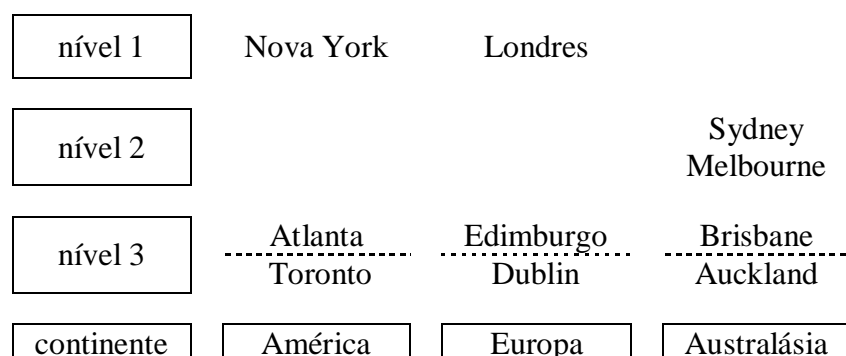 nível 1 Nova York Londres
nível 2 Sydney
Melbourne
nível 3 Atlanta Edimburgo Brisbane
Toronto Dublin Auckland
continente América Europa Australásia